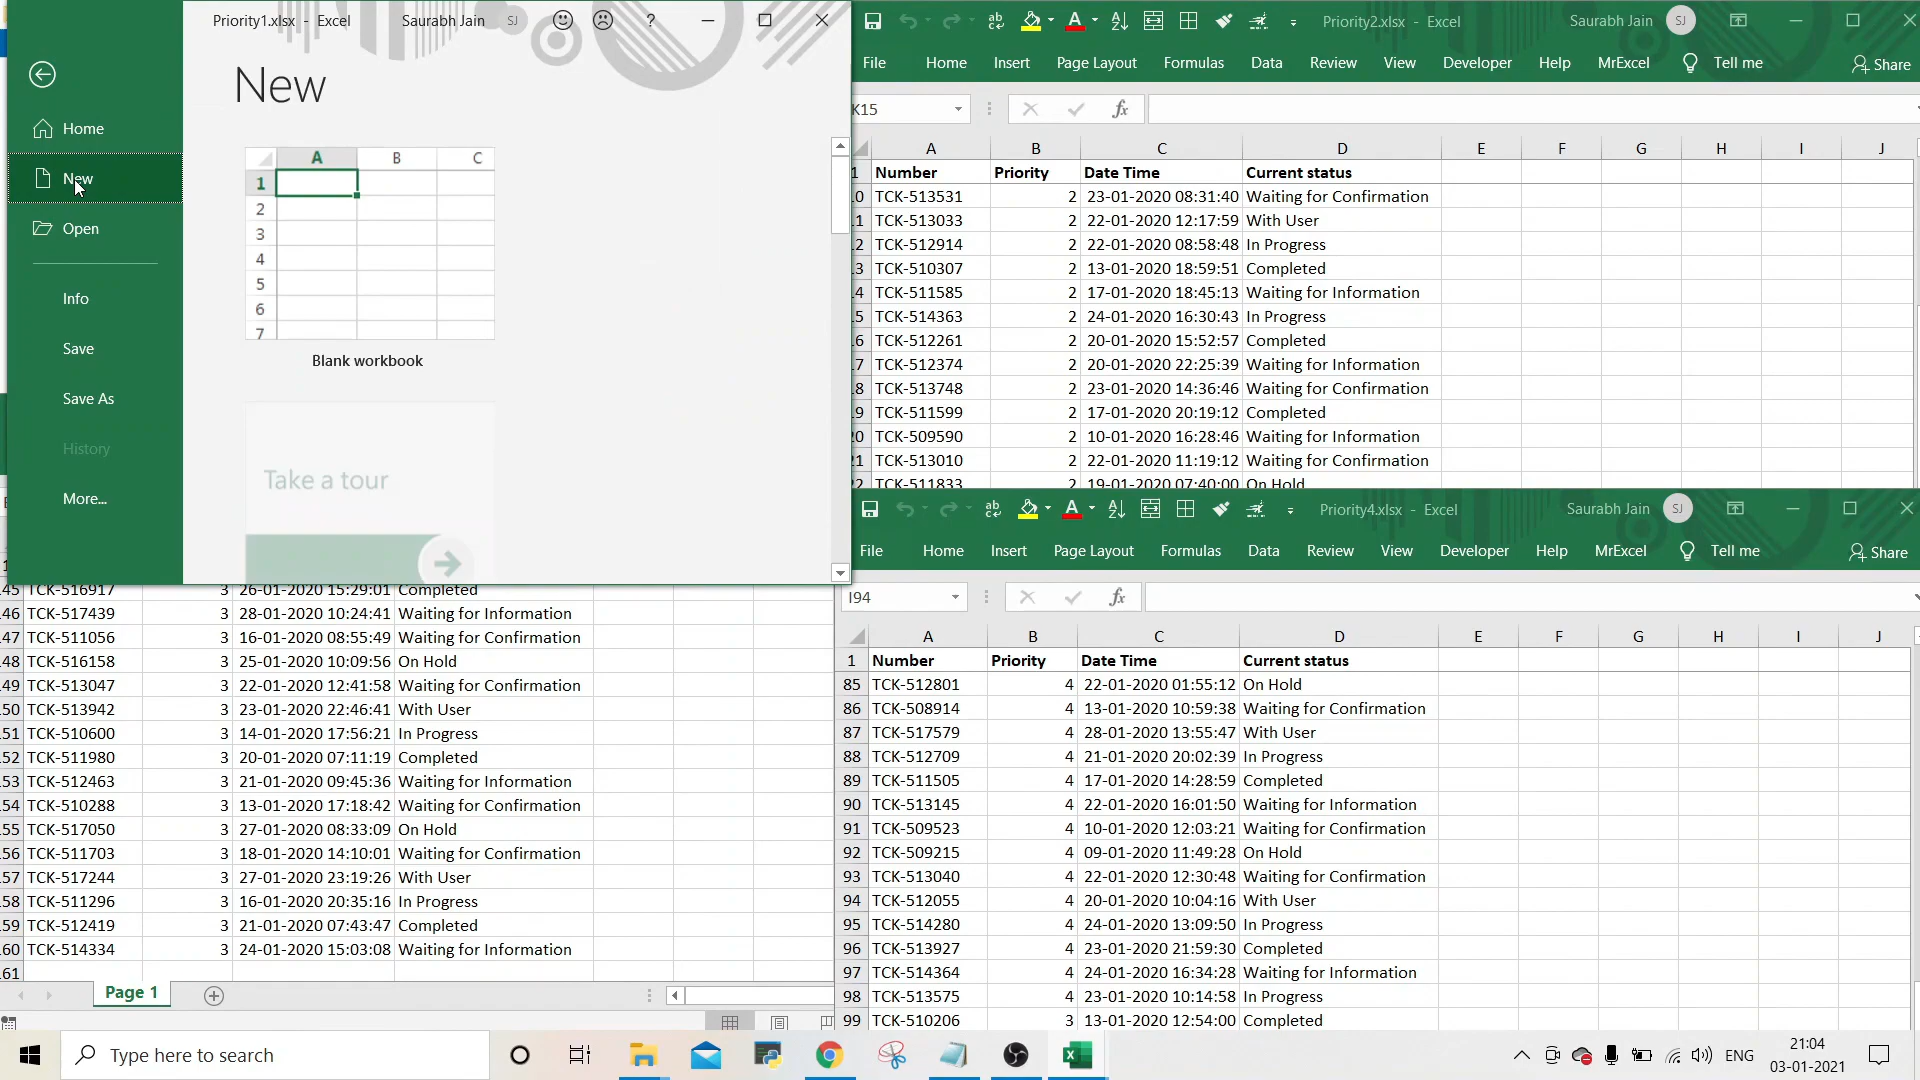 Priority1.xlsx - Excel Saurabh Jain SJ ?
New
Home
New
Open
Info
Save
Save As
History
More...
A B C
1
2
3
4
5
6
7
Blank workbook
Take a tour
Priority2.xlsx - Excel Saurabh Jain SJ
File Home Insert Page Layout Formulas Data Review View Developer Help MrExcel Tell me Share
K15 fx
A B C D E F G H I J
1 Number Priority Date Time Current status
10 TCK-513531 2 23-01-2020 08:31:40 Waiting for Confirmation
11 TCK-513033 2 22-01-2020 12:17:59 With User
12 TCK-512914 2 22-01-2020 08:58:48 In Progress
13 TCK-510307 2 13-01-2020 18:59:51 Completed
14 TCK-511585 2 17-01-2020 18:45:13 Waiting for Information
15 TCK-514363 2 24-01-2020 16:30:43 In Progress
16 TCK-512261 2 20-01-2020 15:52:57 Completed
17 TCK-512374 2 20-01-2020 22:25:39 Waiting for Information
18 TCK-513748 2 23-01-2020 14:36:46 Waiting for Confirmation
19 TCK-511599 2 17-01-2020 20:19:12 Completed
20 TCK-509590 2 10-01-2020 16:28:46 Waiting for Information
21 TCK-513010 2 22-01-2020 11:19:12 Waiting for Confirmation
22 TCK-511833 2 19-01-2020 07:40:00 On Hold
45 TCK-516917 3 26-01-2020 15:29:01 Completed
46 TCK-517439 3 28-01-2020 10:24:41 Waiting for Information
47 TCK-511056 3 16-01-2020 08:55:49 Waiting for Confirmation
48 TCK-516158 3 25-01-2020 10:09:56 On Hold
49 TCK-513047 3 22-01-2020 12:41:58 Waiting for Confirmation
50 TCK-513942 3 23-01-2020 22:46:41 With User
51 TCK-510600 3 14-01-2020 17:56:21 In Progress
52 TCK-511980 3 20-01-2020 07:11:19 Completed
53 TCK-512463 3 21-01-2020 09:45:36 Waiting for Information
54 TCK-510288 3 13-01-2020 17:18:42 Waiting for Confirmation
55 TCK-517050 3 27-01-2020 08:33:09 On Hold
56 TCK-511703 3 18-01-2020 14:10:01 Waiting for Confirmation
57 TCK-517244 3 27-01-2020 23:19:26 With User
58 TCK-511296 3 16-01-2020 20:35:16 In Progress
59 TCK-512419 3 21-01-2020 07:43:47 Completed
60 TCK-514334 3 24-01-2020 15:03:08 Waiting for Information
61
Page 1
Priority4.xlsx - Excel Saurabh Jain SJ
File Home Insert Page Layout Formulas Data Review View Developer Help MrExcel Tell me Share
I94 fx
A B C D E F G H I J
1 Number Priority Date Time Current status
85 TCK-512801 4 22-01-2020 01:55:12 On Hold
86 TCK-508914 4 13-01-2020 10:59:38 Waiting for Confirmation
87 TCK-517579 4 28-01-2020 13:55:47 With User
88 TCK-512709 4 21-01-2020 20:02:39 In Progress
89 TCK-511505 4 17-01-2020 14:28:59 Completed
90 TCK-513145 4 22-01-2020 16:01:50 Waiting for Information
91 TCK-509523 4 10-01-2020 12:03:21 Waiting for Confirmation
92 TCK-509215 4 09-01-2020 11:49:28 On Hold
93 TCK-513040 4 22-01-2020 12:30:48 Waiting for Confirmation
94 TCK-512055 4 20-01-2020 10:04:16 With User
95 TCK-514280 4 24-01-2020 13:09:50 In Progress
96 TCK-513927 4 23-01-2020 21:59:30 Completed
97 TCK-514364 4 24-01-2020 16:34:28 Waiting for Information
98 TCK-513575 4 23-01-2020 10:14:58 In Progress
99 TCK-510206 3 13-01-2020 12:54:00 Completed
Type here to search
ENG
21:04
03-01-2021